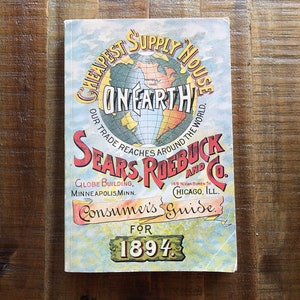 CHEAPEST SUPPLY HOUSE
ON EARTH
OUR TRADE REACHES AROUND THE WORLD.
SEARS, ROEBUCK AND CO.
GLOBE BUILDING,
MINNEAPOLIS, MINN.
CHICAGO, ILL.
Consumer's Guide
FOR
1894.